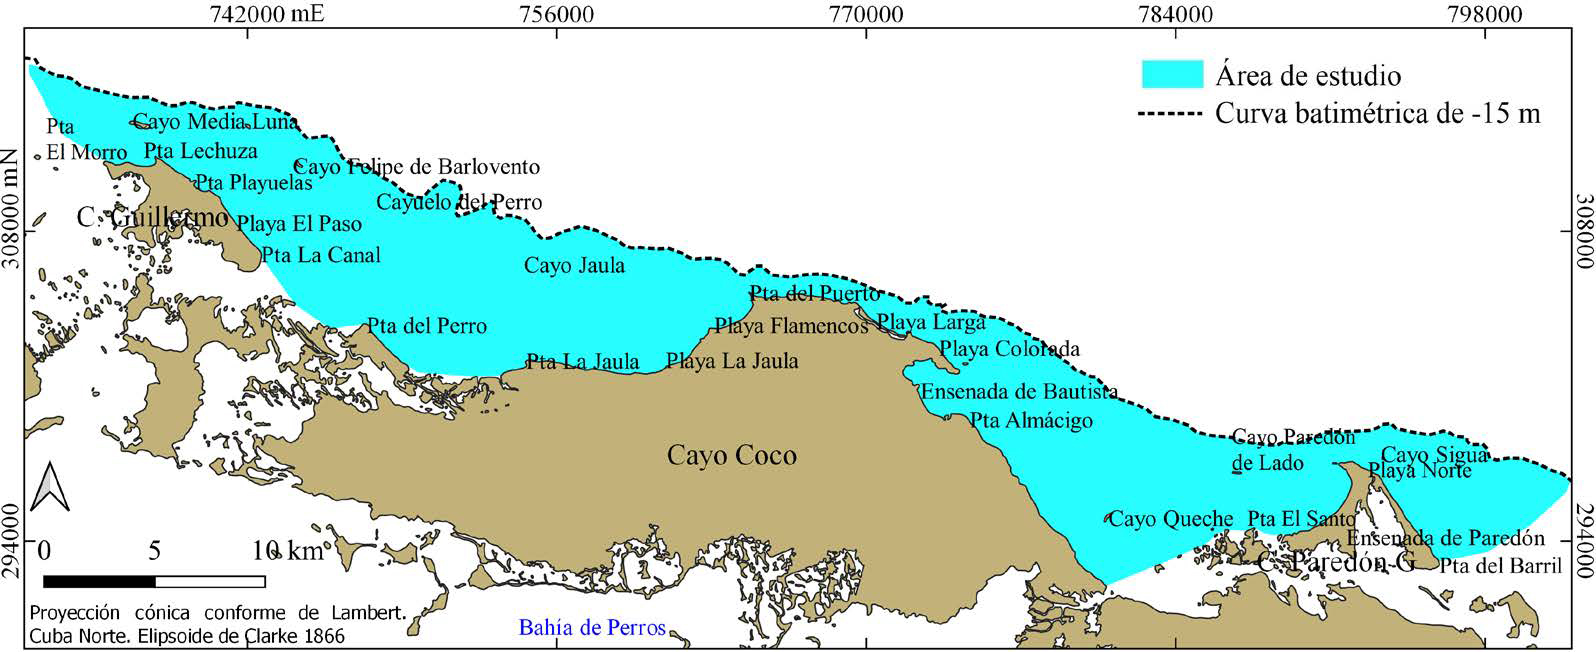 742000 mE
756000
770000
784000
798000
Área de estudio
Curva batimétrica de -15 m
Pta
El Morro
Cayo Media Luna
Pta Lechuza
Cayo Felipe de Barlovento
Pta Playuelas
Cayuelo del Perro
308000 mN
C. Guillermo
Playa El Paso
308000
Pta La Canal
Cayo Jaula
Pta del Puerto
Pta del Perro
Playa Flamencos
Playa Larga
Playa Colorada
Pta La Jaula
Playa La Jaula
Ensenada de Bautista
Pta Almácigo
Cayo Coco
Cayo Paredón
de Lado
Cayo Sigua
Playa Norte
Cayo Queche
Pta El Santo
Ensenada de Paredón
C. Paredón G
Pta del Barril
294000
294000
0 5 10 km
Proyección cónica conforme de Lambert.
Cuba Norte. Elipsoide de Clarke 1866
Bahía de Perros